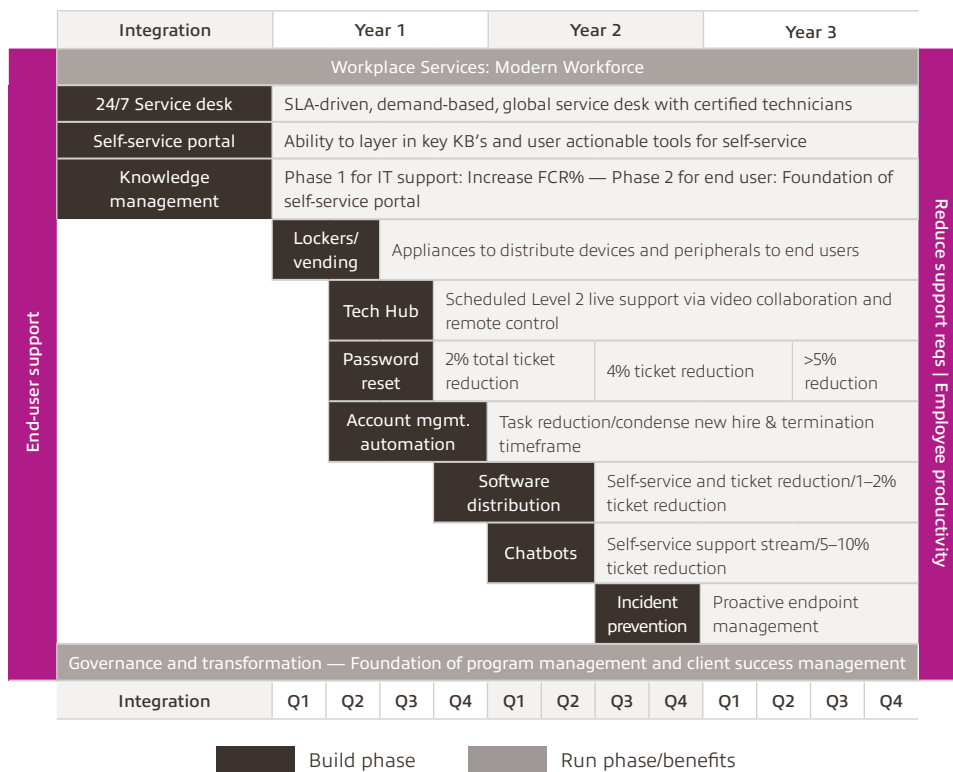 Integration
Year 1
Year 2
Year 3
Workplace Services: Modern Workforce
24/7 Service desk
SLA-driven, demand-based, global service desk with certified technicians
Self-service portal
Ability to layer in key KB's and user actionable tools for self-service
Knowledge
management
Phase 1 for IT support: Increase FCR% — Phase 2 for end user: Foundation of
self-service portal
Lockers/
vending
Appliances to distribute devices and peripherals to end users
Tech Hub
Scheduled Level 2 live support via video collaboration and
remote control
Password
reset
2% total ticket
reduction
4% ticket reduction
>5%
reduction
Account mgmt.
automation
Task reduction/condense new hire & termination
timeframe
Software
distribution
Self-service and ticket reduction/1–2%
ticket reduction
Chatbots
Self-service support stream/5–10%
ticket reduction
Incident
prevention
Proactive endpoint
management
Governance and transformation — Foundation of program management and client success management
End-user support
Reduce support reqs | Employee productivity
Integration
Q1
Q2
Q3
Q4
Q1
Q2
Q3
Q4
Q1
Q2
Q3
Q4
Build phase
Run phase/benefits